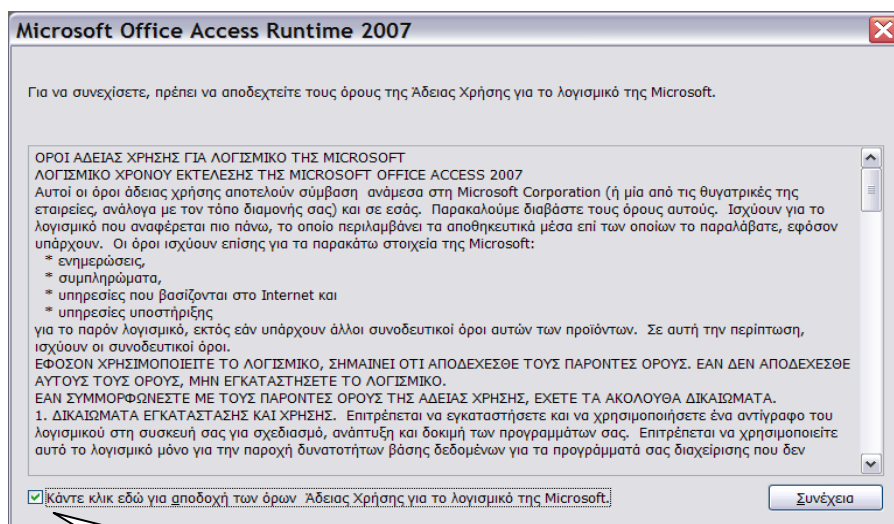 Microsoft Office Access Runtime 2007
Για να συνεχίσετε, πρέπει να αποδεχτείτε τους όρους της Άδειας Χρήσης για το λογισμικό της Microsoft.
ΟΡΟΙ ΑΔΕΙΑΣ ΧΡΗΣΗΣ ΓΙΑ ΛΟΓΙΣΜΙΚΟ ΤΗΣ MICROSOFT
ΛΟΓΙΣΜΙΚΟ ΧΡΟΝΟΥ ΕΚΤΕΛΕΣΗΣ ΤΗΣ MICROSOFT OFFICE ACCESS 2007
Αυτοί οι όροι άδειας χρήσης αποτελούν σύμβαση ανάμεσα στη Microsoft Corporation (ή μία από τις θυγατρικές της
εταιρείες, ανάλογα με τον τόπο διαμονής σας) και σε εσάς. Παρακαλούμε διαβάστε τους όρους αυτούς. Ισχύουν για το
λογισμικό που αναφέρεται πιο πάνω, το οποίο περιλαμβάνει τα αποθηκευτικά μέσα επί των οποίων το παραλάβατε, εφόσον
υπάρχουν. Οι όροι ισχύουν επίσης για τα παρακάτω στοιχεία της Microsoft:
* ενημερώσεις,
* συμπληρώματα,
* υπηρεσίες που βασίζονται στο Internet και
* υπηρεσίες υποστήριξης
για το παρόν λογισμικό, εκτός εάν υπάρχουν άλλοι συνοδευτικοί όροι αυτών των προϊόντων. Σε αυτή την περίπτωση,
ισχύουν οι συνοδευτικοί όροι.
ΕΦΟΣΟΝ ΧΡΗΣΙΜΟΠΟΙΕΙΤΕ ΤΟ ΛΟΓΙΣΜΙΚΟ, ΣΗΜΑΙΝΕΙ ΟΤΙ ΑΠΟΔΕΧΕΣΘΕ ΤΟΥΣ ΠΑΡΟΝΤΕΣ ΟΡΟΥΣ. ΕΑΝ ΔΕΝ ΑΠΟΔΕΧΕΣΘΕ
ΑΥΤΟΥΣ ΤΟΥΣ ΟΡΟΥΣ, ΜΗΝ ΕΓΚΑΤΑΣΤΗΣΕΤΕ ΤΟ ΛΟΓΙΣΜΙΚΟ.
ΕΑΝ ΣΥΜΜΟΡΦΩΝΕΣΤΕ ΜΕ ΤΟΥΣ ΠΑΡΟΝΤΕΣ ΟΡΟΥΣ ΤΗΣ ΑΔΕΙΑΣ ΧΡΗΣΗΣ, ΕΧΕΤΕ ΤΑ ΑΚΟΛΟΥΘΑ ΔΙΚΑΙΩΜΑΤΑ.
1. ΔΙΚΑΙΩΜΑΤΑ ΕΓΚΑΤΑΣΤΑΣΗΣ ΚΑΙ ΧΡΗΣΗΣ. Επιτρέπεται να εγκαταστήσετε και να χρησιμοποιήσετε ένα αντίγραφο του
λογισμικού στη συσκευή σας για σχεδιασμό, ανάπτυξη και δοκιμή των προγραμμάτων σας. Επιτρέπεται να χρησιμοποιείτε
αυτό το λογισμικό μόνο για την παροχή δυνατοτήτων βάσης δεδομένων για τα προγράμματά σας διαχείρισης που δεν
Κάντε κλικ εδώ για αποδοχή των όρων Άδειας Χρήσης για το λογισμικό της Microsoft.
Συνέχεια